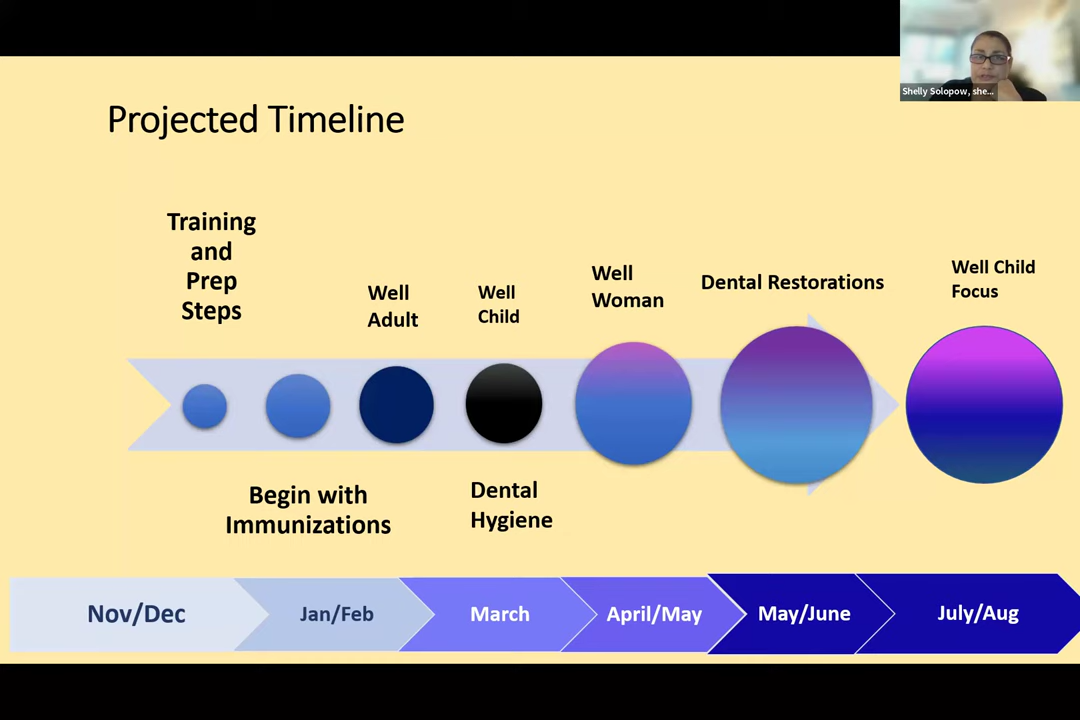 Shelly Solopow, she...
Projected Timeline
Training
and
Prep
Steps
Well
Adult
Well
Child
Well
Woman
Dental Restorations
Well Child
Focus
Begin with
Immunizations
Dental
Hygiene
Nov/Dec
Jan/Feb
March
April/May
May/June
July/Aug